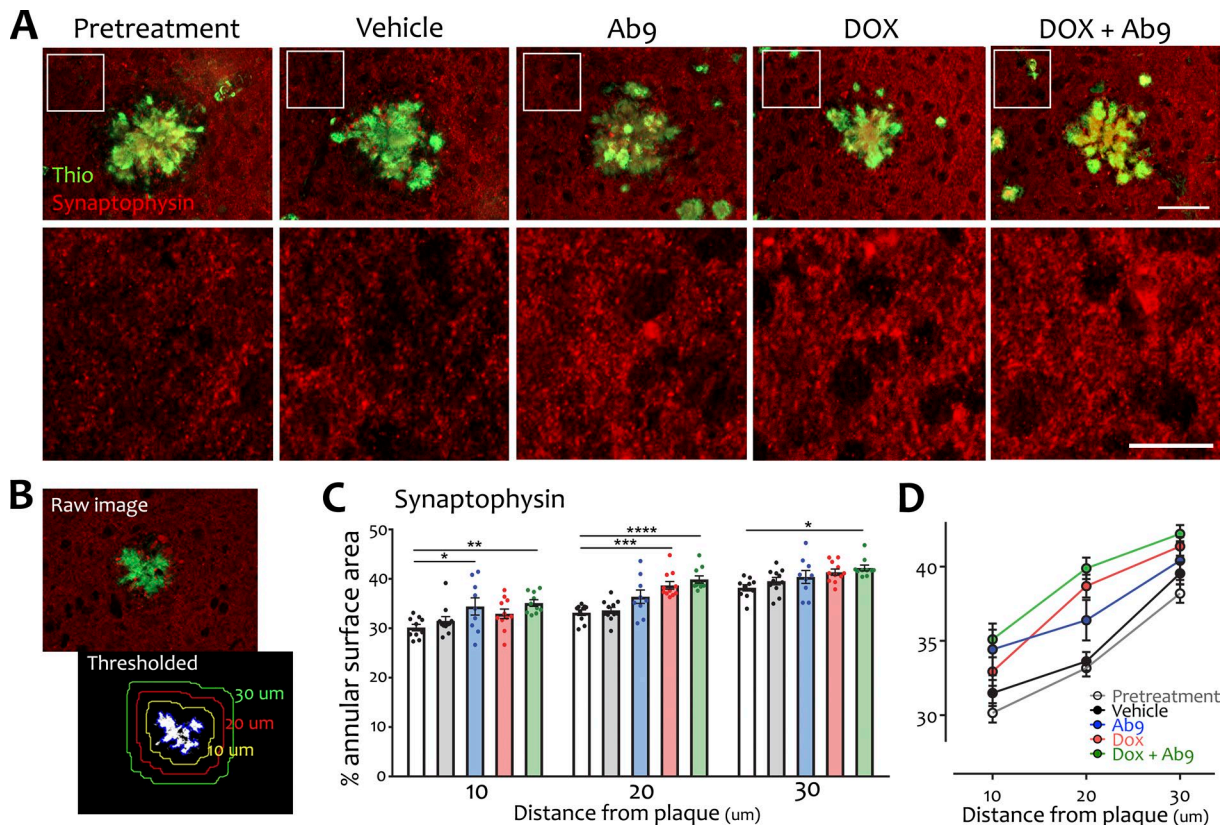 A
Pretreatment
Vehicle
Ab9
DOX
DOX + Ab9
Thio
Synaptophysin
B
Raw image
Thresholded
30 um
20 um
10 um
C
Synaptophysin
% annular surface area
50
40
30
20
10
0
*
**
***
****
*
10
20
30
Distance from plaque (um)
D
40
35
30
Pretreatment
Vehicle
Ab9
Dox
Dox + Ab9
10
20
30
Distance from plaque (um)